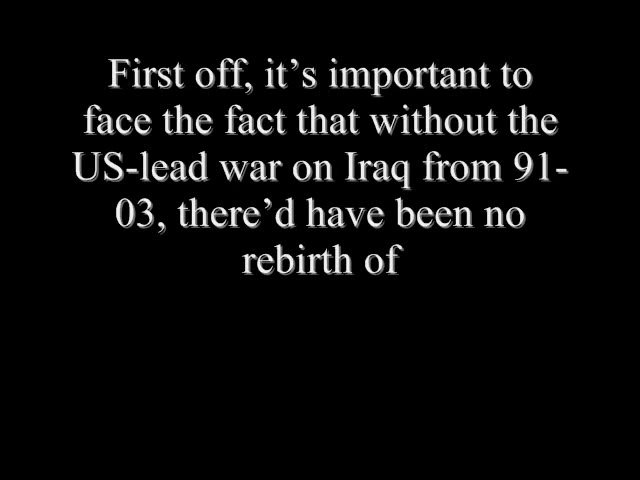 First off, it’s important to
face the fact that without the
US-lead war on Iraq from 91-
03, there’d have been no
rebirth of